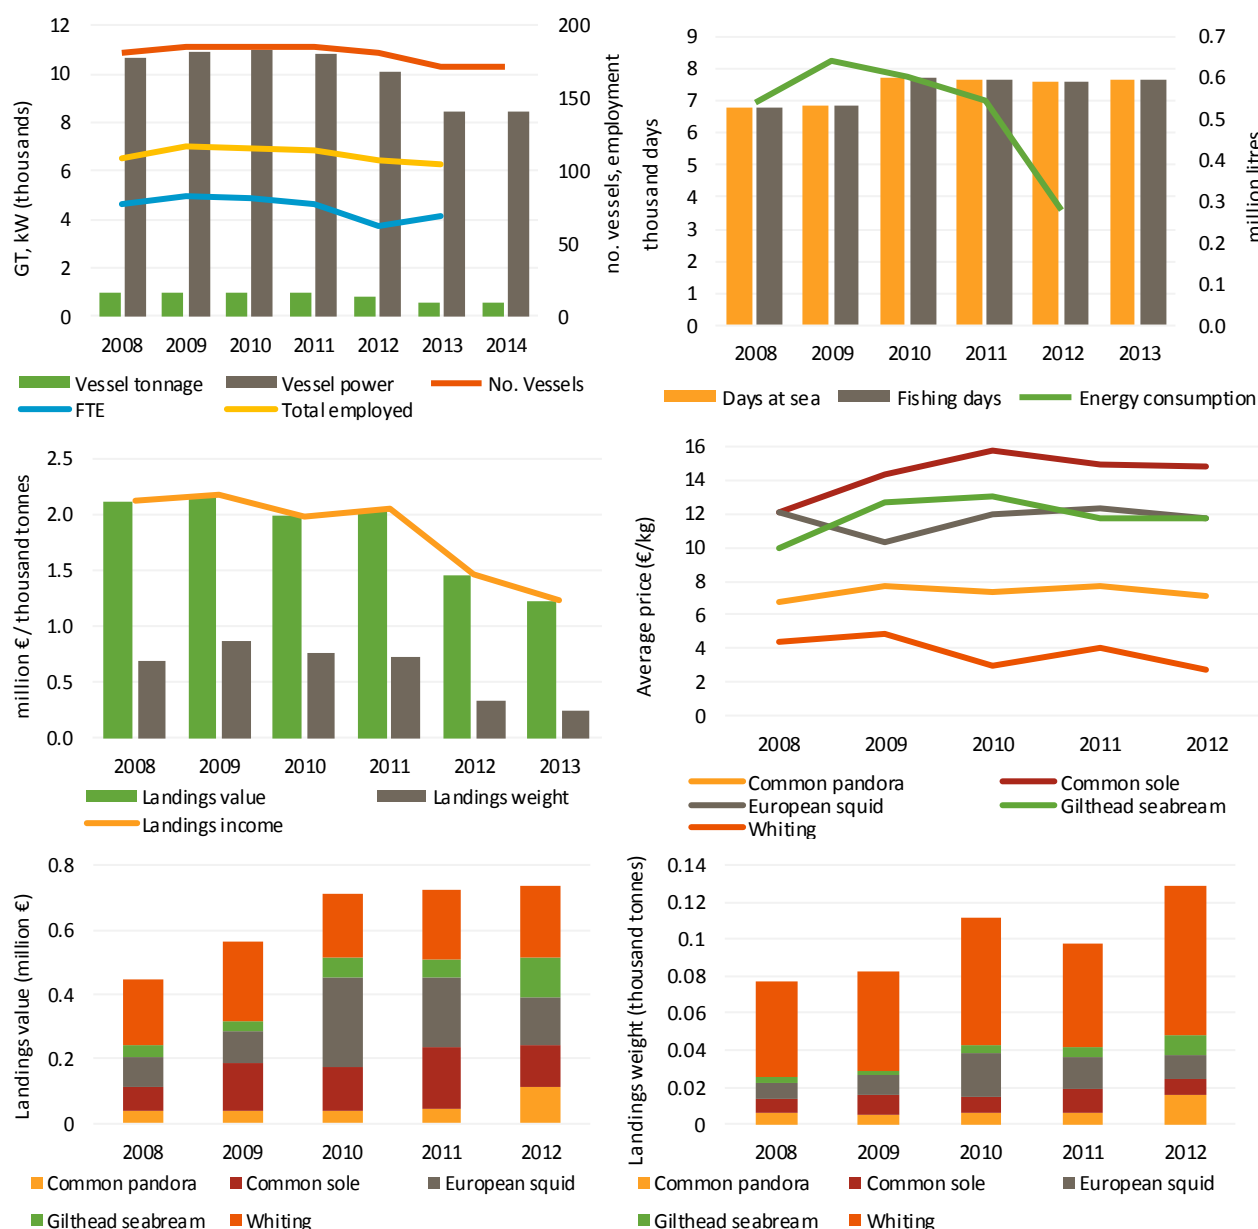 12
10
8
6
4
2
0
GT, kW (thousands)
200
150
100
50
0
no. vessels, employment
2008 2009 2010 2011 2012 2013 2014
Vessel tonnage Vessel power No. Vessels
FTE Total employed
9
8
7
6
5
4
3
2
1
0
thousand days
0.7
0.6
0.5
0.4
0.3
0.2
0.1
0.0
million litres
2008 2009 2010 2011 2012 2013
Days at sea Fishing days Energy consumption
2.5
2.0
1.5
1.0
0.5
0.0
million €/ thousand tonnes
2008 2009 2010 2011 2012 2013
Landings value Landings weight
Landings income
16
14
12
10
8
6
4
2
0
Average price (€/kg)
2008 2009 2010 2011 2012
Common pandora Common sole
European squid Gilthead seabream
Whiting
0.8
0.6
0.4
0.2
0
Landings value (million €)
2008 2009 2010 2011 2012
Common pandora Common sole European squid
Gilthead seabream Whiting
0.14
0.12
0.1
0.08
0.06
0.04
0.02
0
Landings weight (thousand tonnes)
2008 2009 2010 2011 2012
Common pandora Common sole European squid
Gilthead seabream Whiting